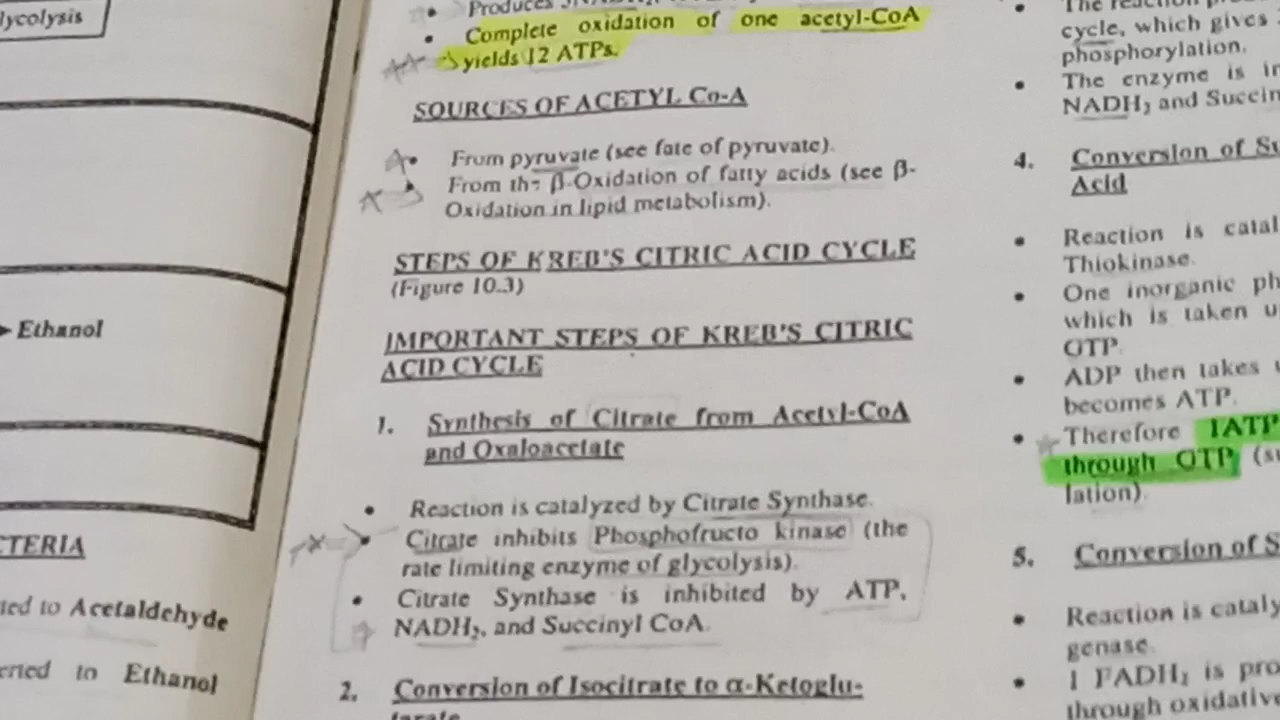 lycolysis
Ethanol
CTERIA
ted to Acetaldehyde
erted to Ethanol
Produces
Complete oxidation of one acetyl-CoA
yields 12 ATPs.
SOURCES OF ACETYL Co-A
From pyruvate (see fate of pyruvate).
From the β-Oxidation of fatty acids (see β-
Oxidation in lipid metabolism).
STEPS OF KREB'S CITRIC ACID CYCLE
(Figure 10.3)
IMPORTANT STEPS OF KREB'S CITRIC
ACID CYCLE
1. Synthesis of Citrate from Acetyl-CoA
and Oxaloacetate
• Reaction is catalyzed by Citrate Synthase.
• Citrate inhibits Phosphofructo kinase (the
rate limiting enzyme of glycolysis).
• Citrate Synthase is inhibited by ATP,
NADH₂, and Succinyl CoA.
2. Conversion of Isocitrate to α-Ketoglu-
tarate
• The
cycle, which gives
phosphorylation.
• The enzyme is in
NADH₂ and Succin
4. Conversion of Su
Acid
• Reaction is catal
Thiokinase.
• One inorganic ph
which is taken u
GTP.
• ADP then takes
becomes ATP.
• Therefore 1ATP
through GTP (su
lation).
5. Conversion of S
• Reaction is cataly
genase.
• 1 FADH₂ is pro
through oxidative